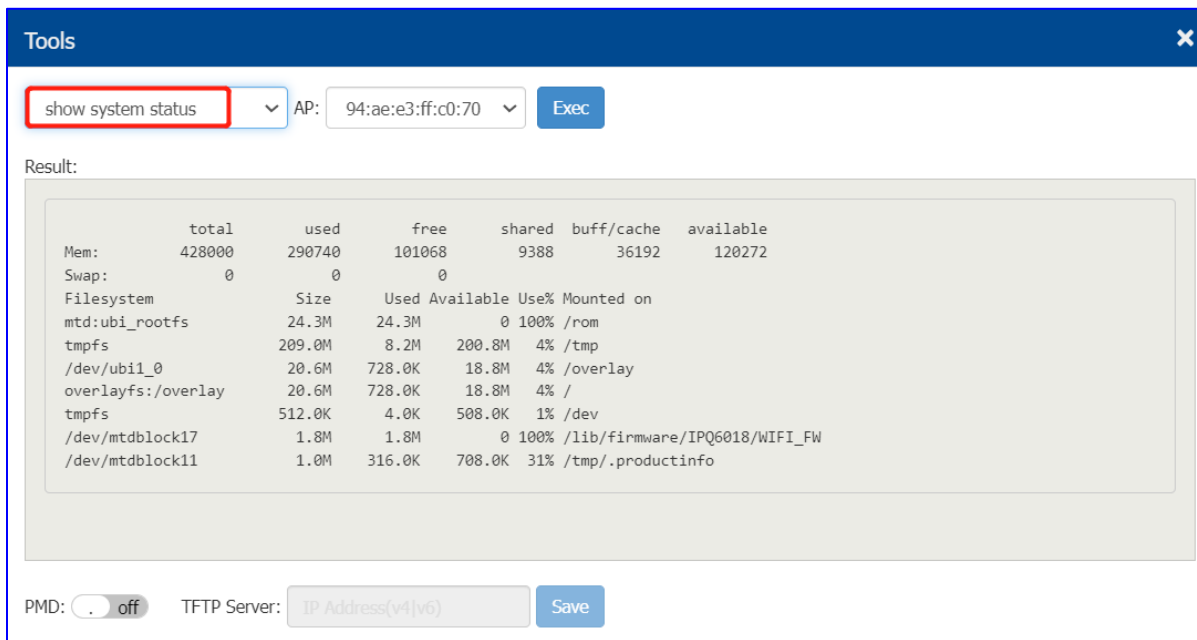 Tools
show system status AP: 94:ae:e3:ff:c0:70 Exec
Result:
total used free shared buff/cache available
Mem: 428000 290740 101068 9388 36192 120272
Swap: 0 0 0
Filesystem Size Used Available Use% Mounted on
mtd:ubi_rootfs 24.3M 24.3M 0 100% /rom
tmpfs 209.0M 8.2M 200.8M 4% /tmp
/dev/ubi1_0 20.6M 728.0K 18.8M 4% /overlay
overlayfs:/overlay 20.6M 728.0K 18.8M 4% /
tmpfs 512.0K 4.0K 508.0K 1% /dev
/dev/mtdblock17 1.8M 1.8M 0 100% /lib/firmware/IPQ6018/WIFI_FW
/dev/mtdblock11 1.0M 316.0K 708.0K 31% /tmp/.productinfo
PMD: . off TFTP Server: IP Address(v4|v6) Save